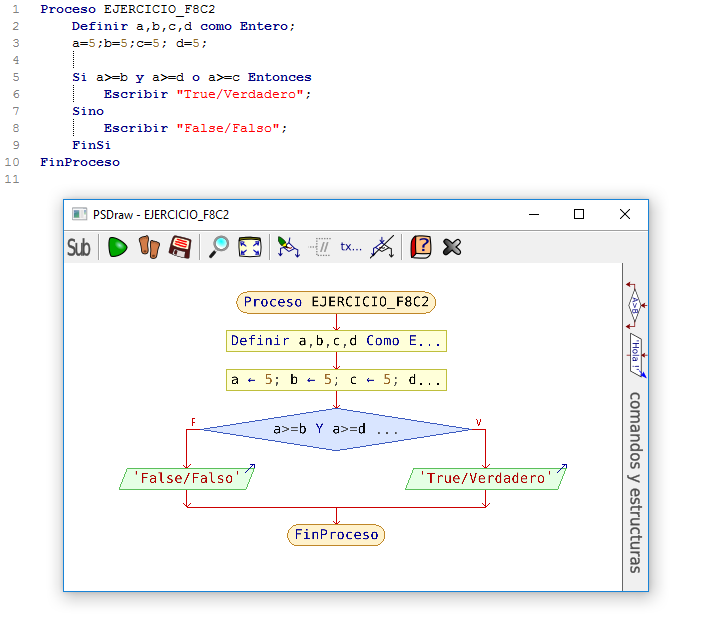 1 Proceso EJERCICIO_F8C2
2 Definir a,b,c,d como Entero;
3 a=5;b=5;c=5; d=5;
4
5 Si a>=b y a>=d o a>=c Entonces
6 Escribir "True/Verdadero";
7 Sino
8 Escribir "False/Falso";
9 FinSi
10 FinProceso
11
PSDraw - EJERCICIO_F8C2
Sub // tx... ?
Proceso EJERCICIO_F8C2
Definir a,b,c,d Como E...
a ← 5; b ← 5; c ← 5; d...
F a>=b Y a>=d ... V
'False/Falso' 'True/Verdadero'
FinProceso
A>B
'Hola !'
comandos y estructuras